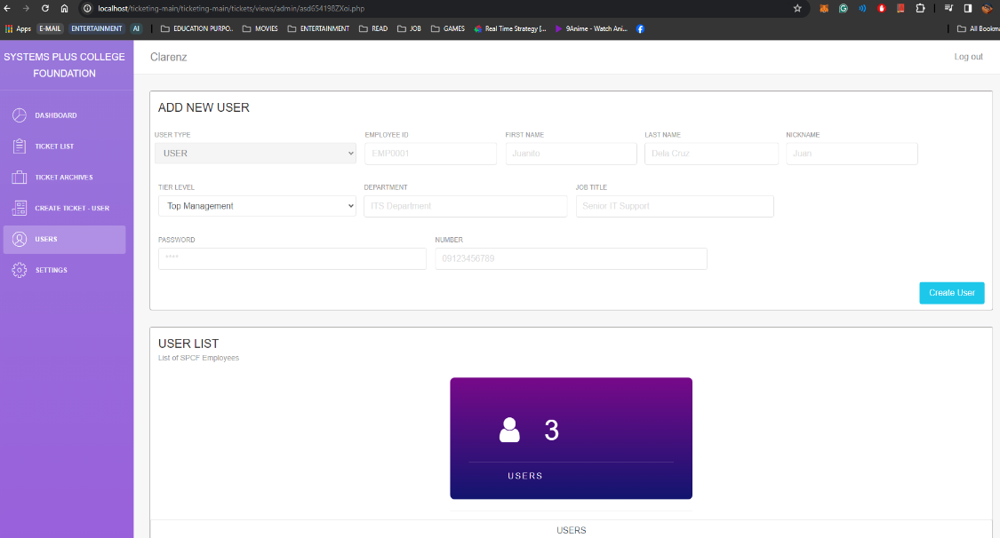 localhost/ticketing-main/ticketing-main/tickets/views/admin/asd654198ZXoi.php
Apps E-MAIL ENTERTAINMENT AI EDUCATION PURPO.. MOVIES ENTERTAINMENT READ JOB GAMES Real Time Strategy [... 9Anime - Watch Ani... All Bookma
SYSTEMS PLUS COLLEGE
FOUNDATION
Clarenz
Log out
DASHBOARD
TICKET LIST
TICKET ARCHIVES
CREATE TICKET - USER
USERS
SETTINGS
ADD NEW USER
USER TYPE EMPLOYEE ID FIRST NAME LAST NAME NICKNAME
USER EMP0001 Juanito Dela Cruz Juan
TIER LEVEL DEPARTMENT JOB TITLE
Top Management ITS Department Senior IT Support
PASSWORD NUMBER
**** 09123456789
Create User
USER LIST
List of SPCF Employees
3
USERS
USERS